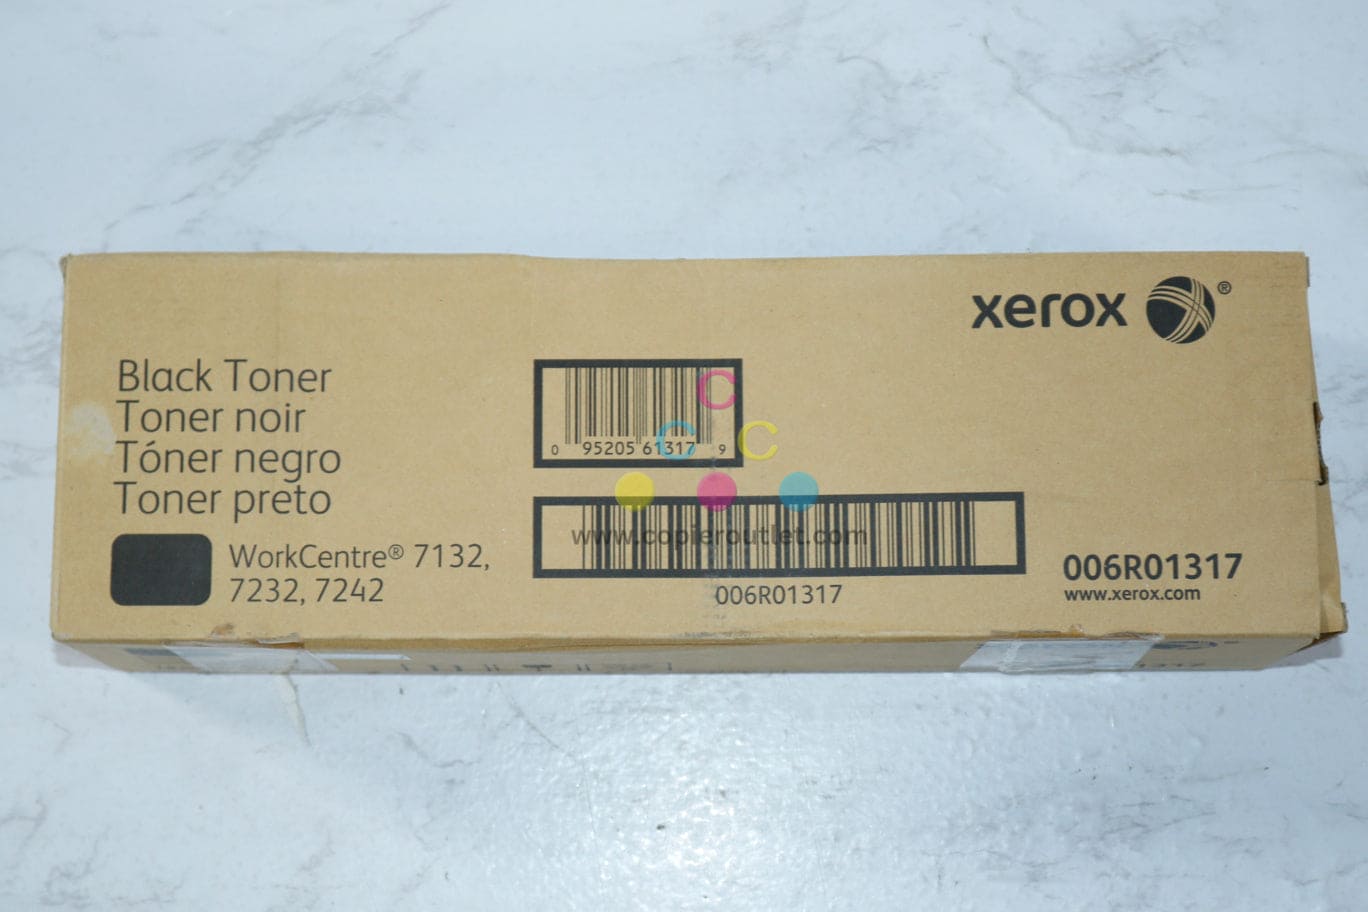 xerox ®
Black Toner
Toner noir
Tóner negro
Toner preto
WorkCentre® 7132,
7232, 7242
0 95205 61317 9
C
C C
www.copieroutlet.com
006R01317
006R01317
www.xerox.com